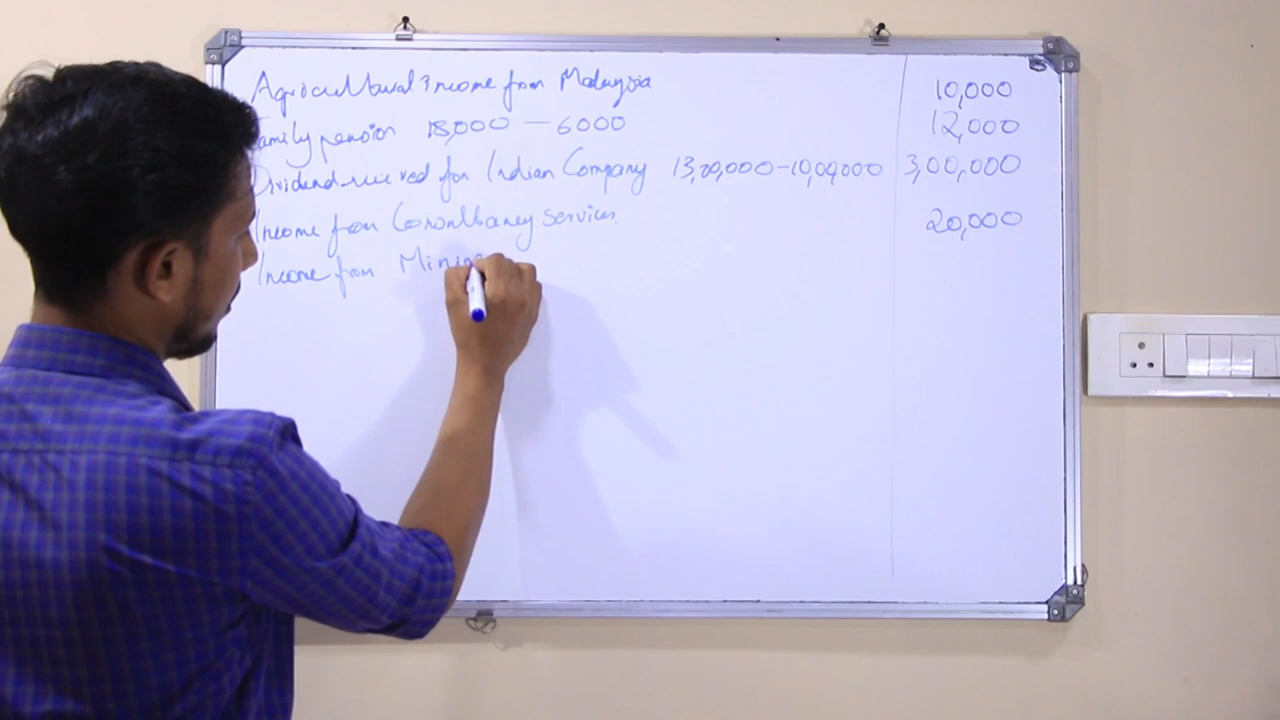 Agricultural income from Malaysia 10,000
Family pension 18,000 - 6000 12,000
Dividend received for Indian Company 13,00,000-10,00,000 3,00,000
Income from Consultancy services. 20,000
Income from Mining